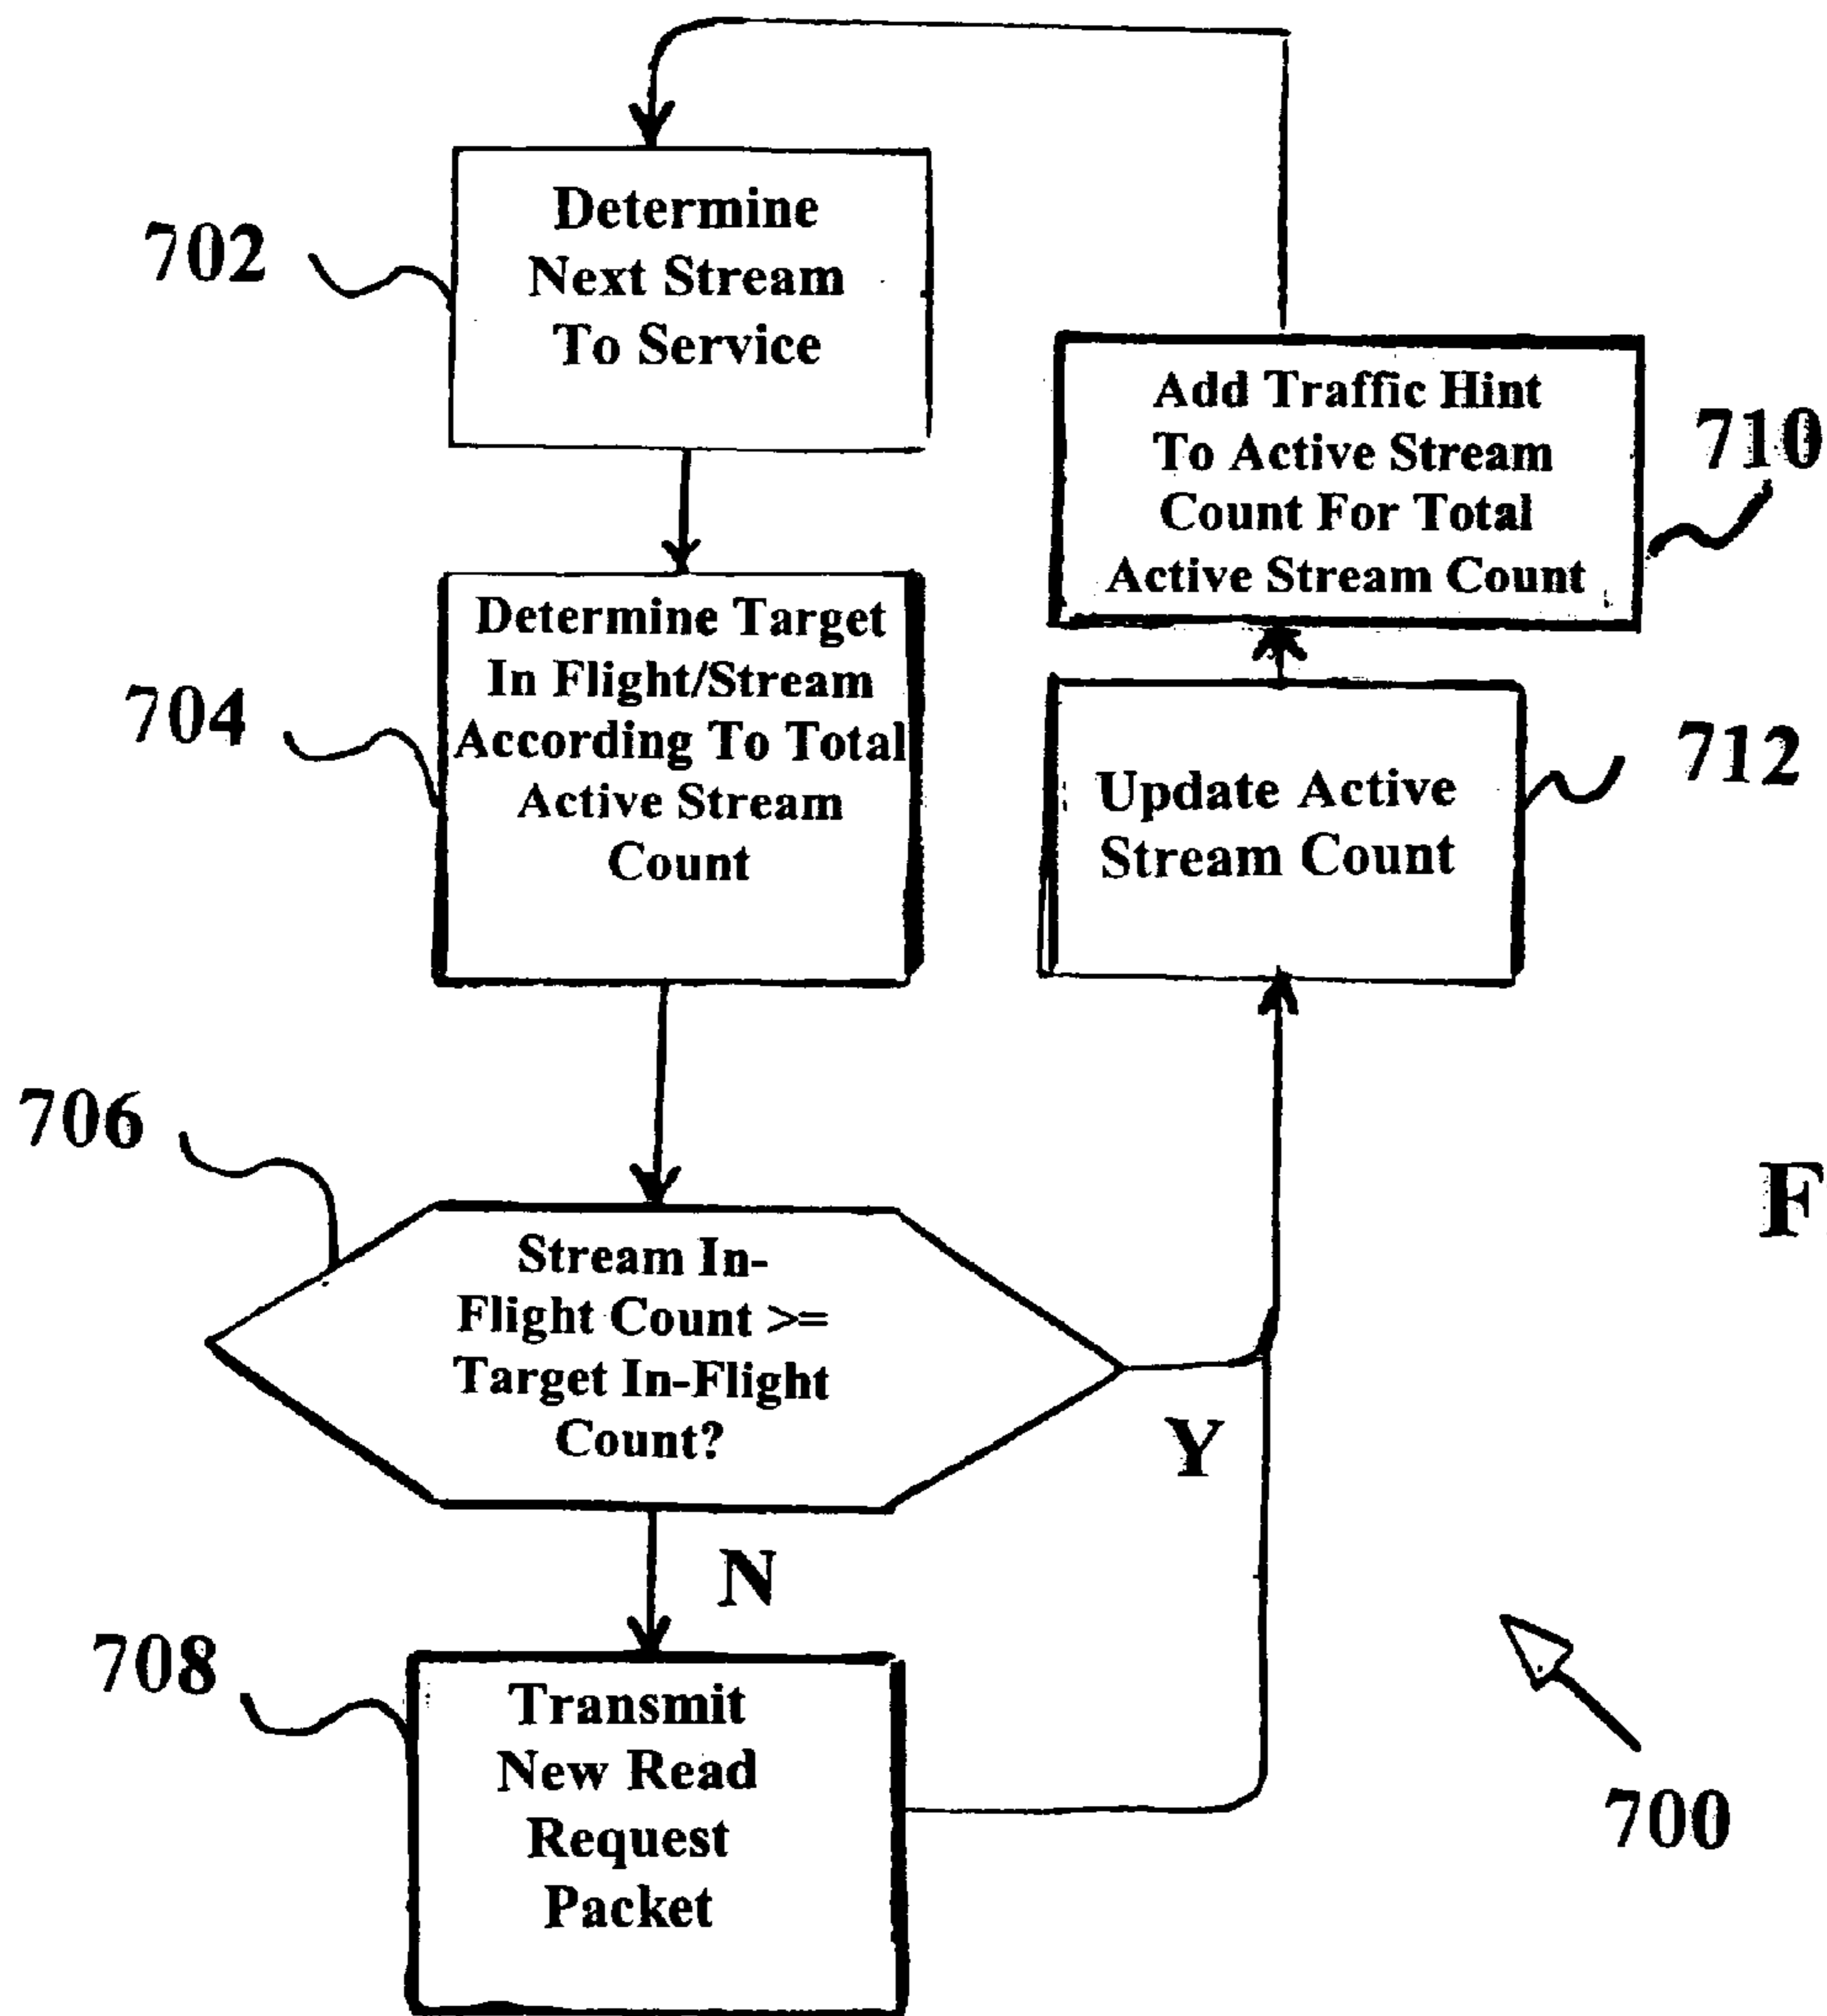 702
Determine
Next Stream
To Service
704
Determine Target
In Flight/Stream
According To Total
Active Stream
Count
706
Stream In-
Flight Count >=
Target In-Flight
Count?
Y
N
708
Transmit
New Read
Request
Packet
712
Update Active
Stream Count
710
Add Traffic Hint
To Active Stream
Count For Total
Active Stream Count
F
700